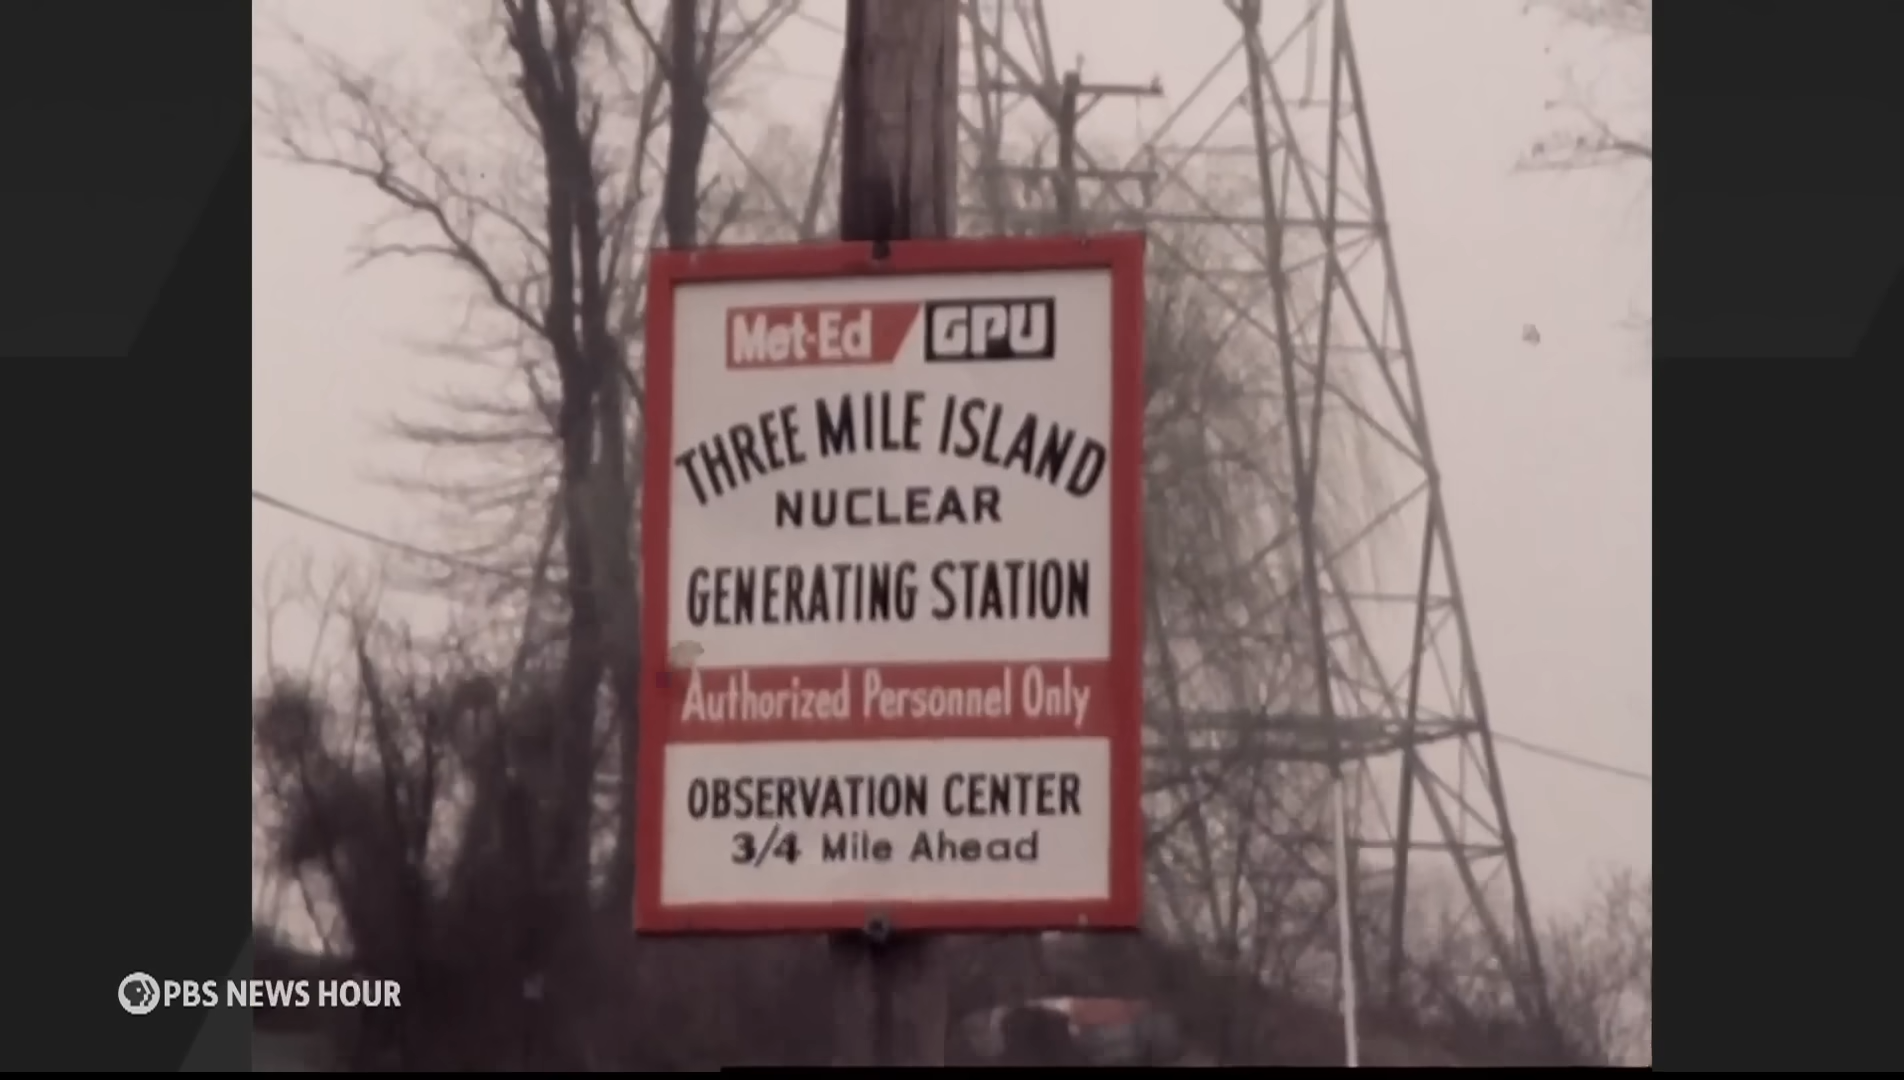 Met-Ed GPU
THREE MILE ISLAND
NUCLEAR
GENERATING STATION
Authorized Personnel Only
OBSERVATION CENTER
3/4 Mile Ahead
PBS NEWS HOUR